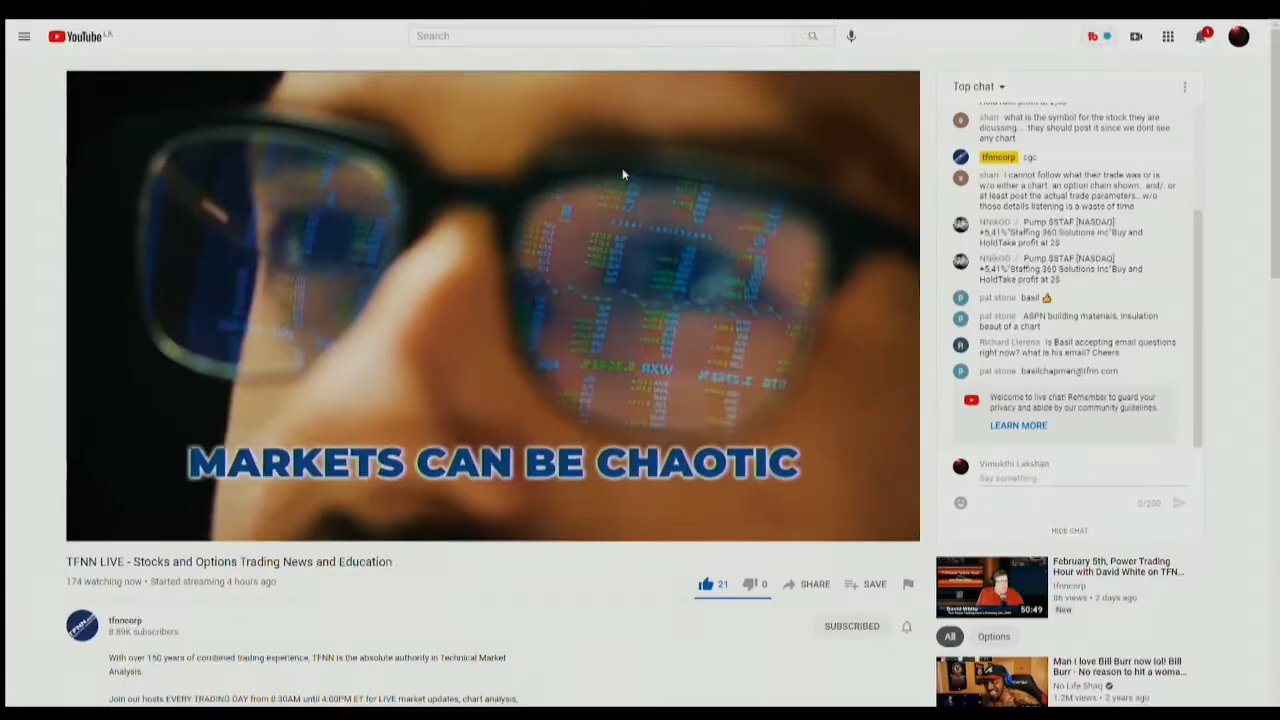 YouTube LK
Search
1
MARKETS CAN BE CHAOTIC
TFNN LIVE - Stocks and Options Trading News and Education
174 watching now • Started streaming 4 hours ago
21
0
SHARE
SAVE
tfnncorp
8.89K subscribers
SUBSCRIBED
With over 150 years of combined trading experience, TFNN is the absolute authority in Technical Market
Analysis.
Join our hosts EVERY TRADING DAY from 8:30AM until 4:00PM ET for LIVE market updates, chart analysis,
Top chat
shari what is the symbol for the stock they are
dicussing... they should post it since we dont see
any chart
tfnncorp cgc
shari I cannot follow what their trade was or is
w/o either a chart. an option chain shown.. and/. or
at least post the actual trade parameters...w/o
those details listening is a waste of time
Pump $STAF [NASDAQ]
+5,41%"Staffing 360 Solutions Inc"Buy and
HoldTake profit at 2$
Pump $STAF [NASDAQ]
+5,41%"Staffing 360 Solutions Inc"Buy and
HoldTake profit at 2$
pat stone basil
pat stone ASPN building materials, insulation
beaut of a chart
Richard Llerena Is Basil accepting email questions
right now? what is his email? Cheers
pat stone basilchapman@tfnn.com
Welcome to live chat! Remember to guard your
privacy and abide by our community guidelines.
LEARN MORE
Vimukthi Lakshan
Say something...
0/200
HIDE CHAT
February 5th, Power Trading
Hour with David White on TFN...
tfnncorp
86 views • 2 days ago
New
David White
50:49
All
Options
Man I love Bill Burr now lol! Bill
Burr - No reason to hit a woma...
No Life Shaq
1.2M views • 2 years ago